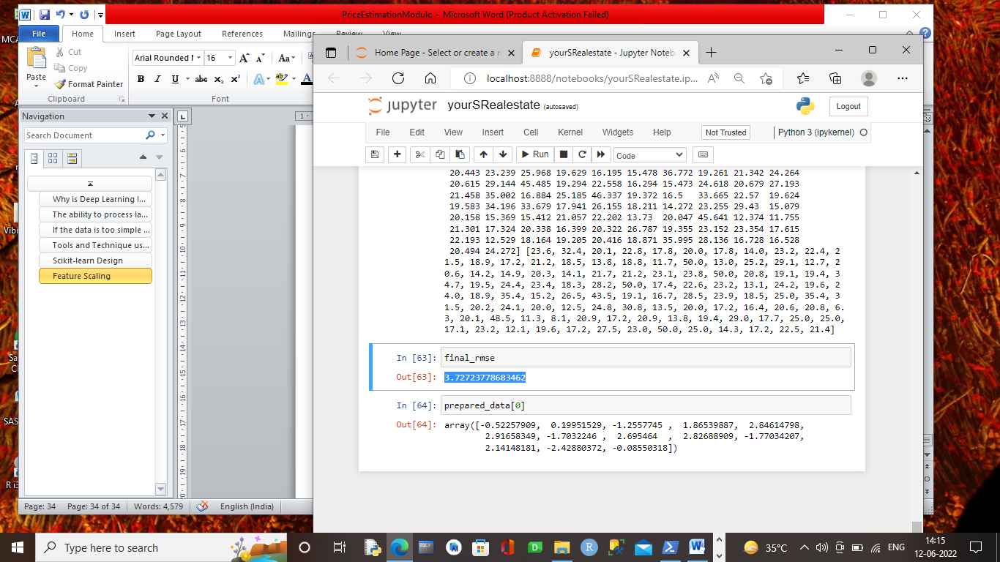 PriceEstimationModule - Microsoft Word (Product Activation Failed)
File Home Insert Page Layout References Mailings Review View
Paste
Cut
Copy
Format Painter
Clipboard
Arial Rounded 16
B I U abc x₂ x² A ab A
Aa
Font
Navigation
Search Document
Why is Deep Learning I...
The ability to process la...
If the data is too simple ...
Tools and Technique us...
Scikit-learn Design
Feature Scaling
Page: 34 Page: 34 of 34 Words: 4,579 English (India)
Home Page - Select or create a n
yourSRealestate - Jupyter Noteb
localhost:8888/notebooks/yourSRealestate.ip...
jupyter yourSRealestate (autosaved)
Logout
File Edit View Insert Cell Kernel Widgets Help Not Trusted Python 3 (ipykernel)
Run Code
20.443 23.239 25.968 19.629 16.195 15.478 36.772 19.261 21.342 24.264
20.615 29.144 45.485 19.294 22.558 16.294 15.473 24.618 20.679 27.193
21.458 35.002 16.884 25.185 46.337 19.372 16.5 33.665 22.57 19.624
19.583 34.196 33.679 17.941 26.155 18.211 14.272 23.255 29.43 15.079
20.158 15.369 15.412 21.057 22.202 13.73 20.047 45.641 12.374 11.755
21.301 17.324 20.338 16.399 20.322 26.787 19.355 23.152 23.354 17.615
22.193 12.529 18.164 19.205 20.416 18.871 35.995 28.136 16.728 16.528
20.494 24.272] [23.6, 32.4, 20.1, 22.8, 17.8, 20.0, 17.8, 14.0, 23.2, 22.4, 2
1.5, 18.9, 17.2, 21.2, 18.5, 13.8, 18.8, 11.7, 50.0, 13.0, 25.2, 29.1, 12.7, 2
0.6, 14.2, 14.9, 20.3, 14.1, 21.7, 21.2, 23.1, 23.8, 50.0, 20.8, 19.1, 19.4, 3
4.7, 19.5, 24.4, 23.4, 18.3, 28.2, 50.0, 17.4, 22.6, 23.2, 13.1, 24.2, 19.6, 2
4.0, 18.9, 35.4, 15.2, 26.5, 43.5, 19.1, 16.7, 28.5, 23.9, 18.5, 25.0, 35.4, 3
1.5, 20.2, 24.1, 20.0, 12.5, 24.8, 30.8, 13.5, 20.0, 17.2, 16.4, 20.6, 20.8, 6.
3, 20.1, 48.5, 11.3, 8.1, 20.9, 17.2, 20.9, 13.8, 19.4, 29.0, 17.7, 25.0, 25.0,
17.1, 23.2, 12.1, 19.6, 17.2, 27.5, 23.0, 50.0, 25.0, 14.3, 17.2, 22.5, 21.4]
In [63]: final_rmse
Out[63]: 3.72723778683462
In [64]: prepared_data[0]
Out[64]: array([-0.52257909, 0.19951529, -1.2557745 , 1.86539887, 2.84614798,
2.91658349, -1.7032246 , 2.695464 , 2.82688909, -1.77034207,
2.14148181, -2.42880372, -0.08550318])
Type here to search
35°C
ENG
14:15
12-06-2022